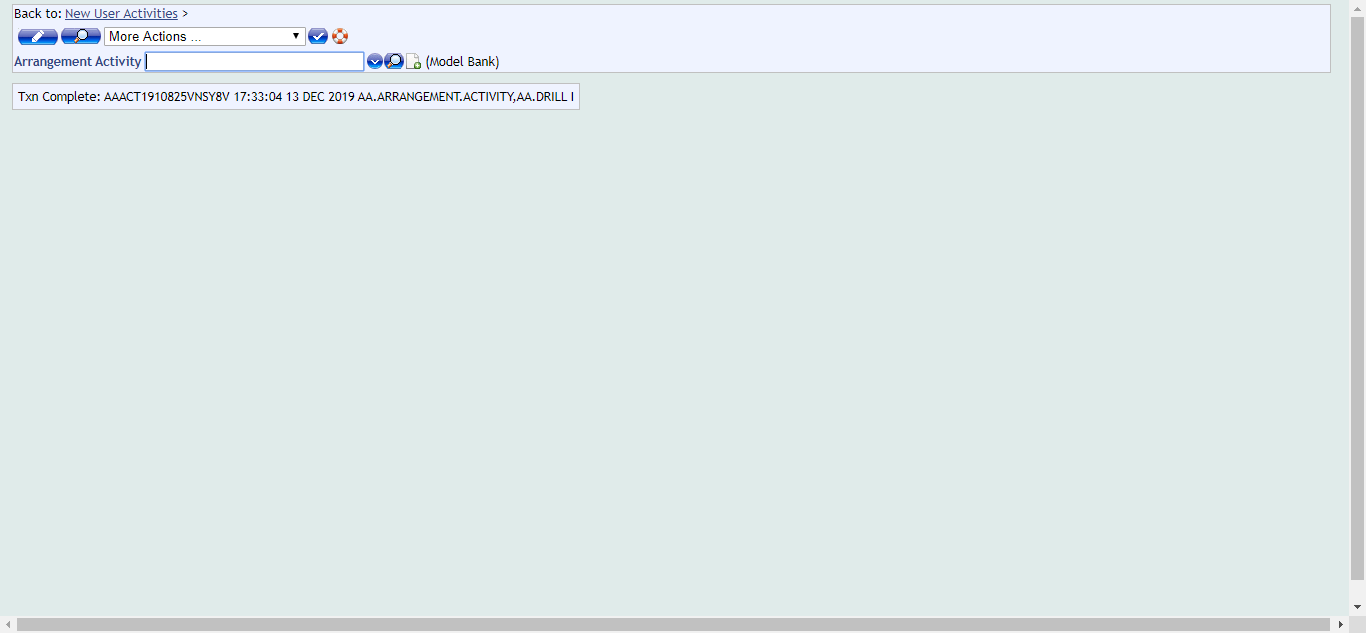 Back to: New User Activities >
More Actions ...
Arrangement Activity (Model Bank)
Txn Complete: AAACT1910825VNSY8V 17:33:04 13 DEC 2019 AA.ARRANGEMENT.ACTIVITY,AA.DRILL I